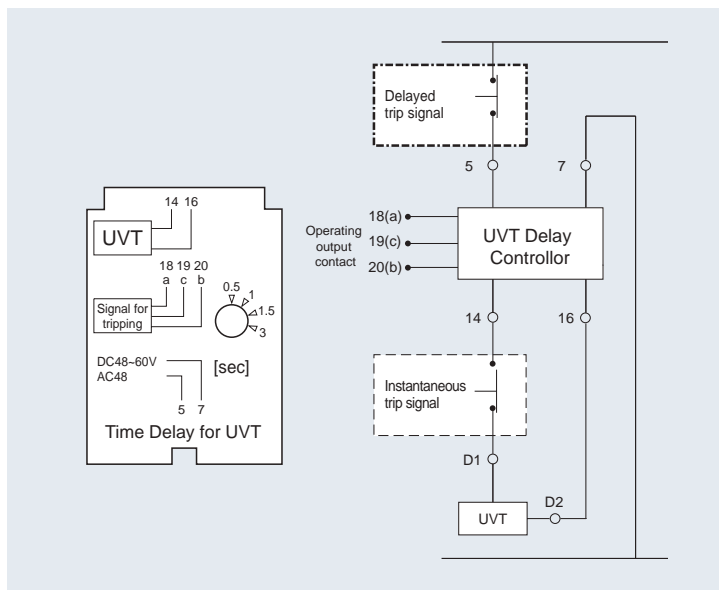 14 16
UVT
18 19 20
a c b
Signal for
tripping
0.5
1
1.5
3
DC48~60V
AC48
[sec]
5 7
Time Delay for UVT
Delayed
trip signal
5
7
18(a)
Operating
output
contact
19(c)
20(b)
UVT Delay
Controllor
14
16
Instantaneous
trip signal
D1
D2
UVT